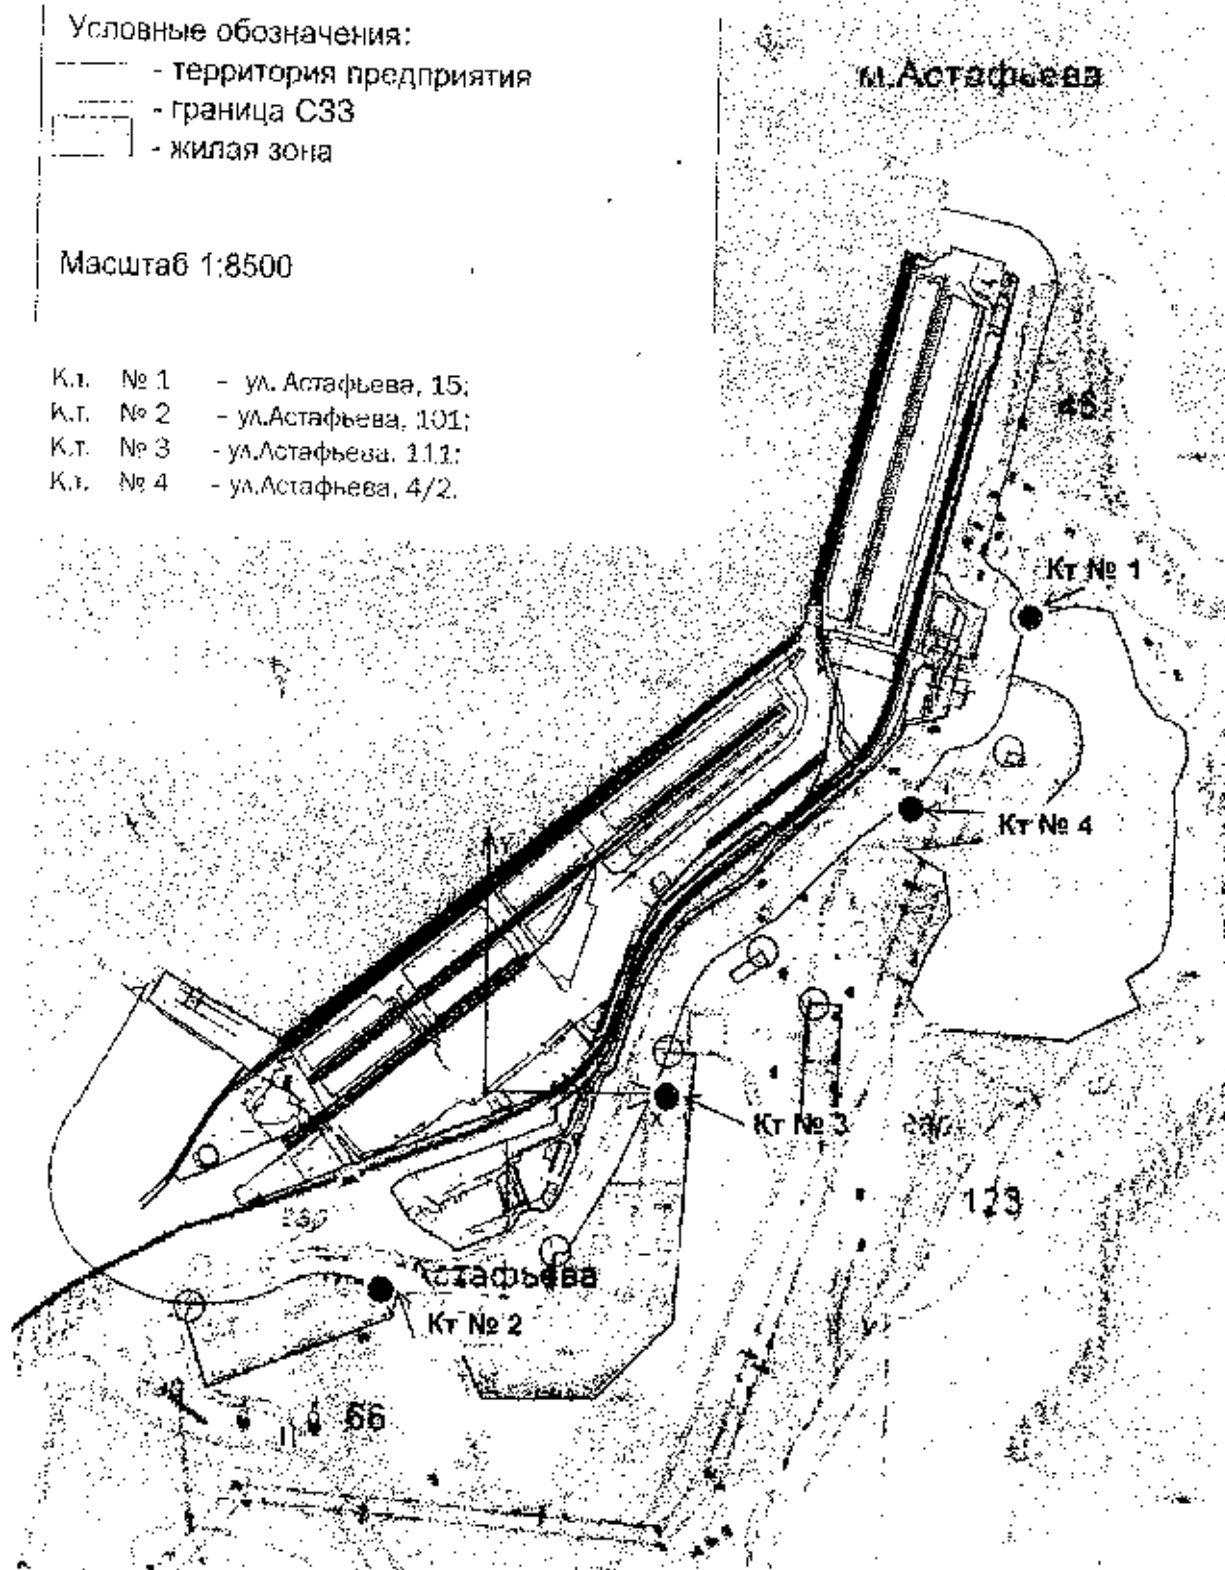 Условные обозначения:
- территория предприятия
- граница СЗЗ
- жилая зона
Масштаб 1:8500
м.Астафьева
К.т. № 1 - ул. Астафьева, 15;
К.т. № 2 - ул.Астафьева, 101;
К.т. № 3 - ул.Астафьева, 111;
К.т. № 4 - ул.Астафьева, 4/2.
Кт № 1
Кт № 4
Y
X
Кт № 3
123
стафьева
Кт № 2
66